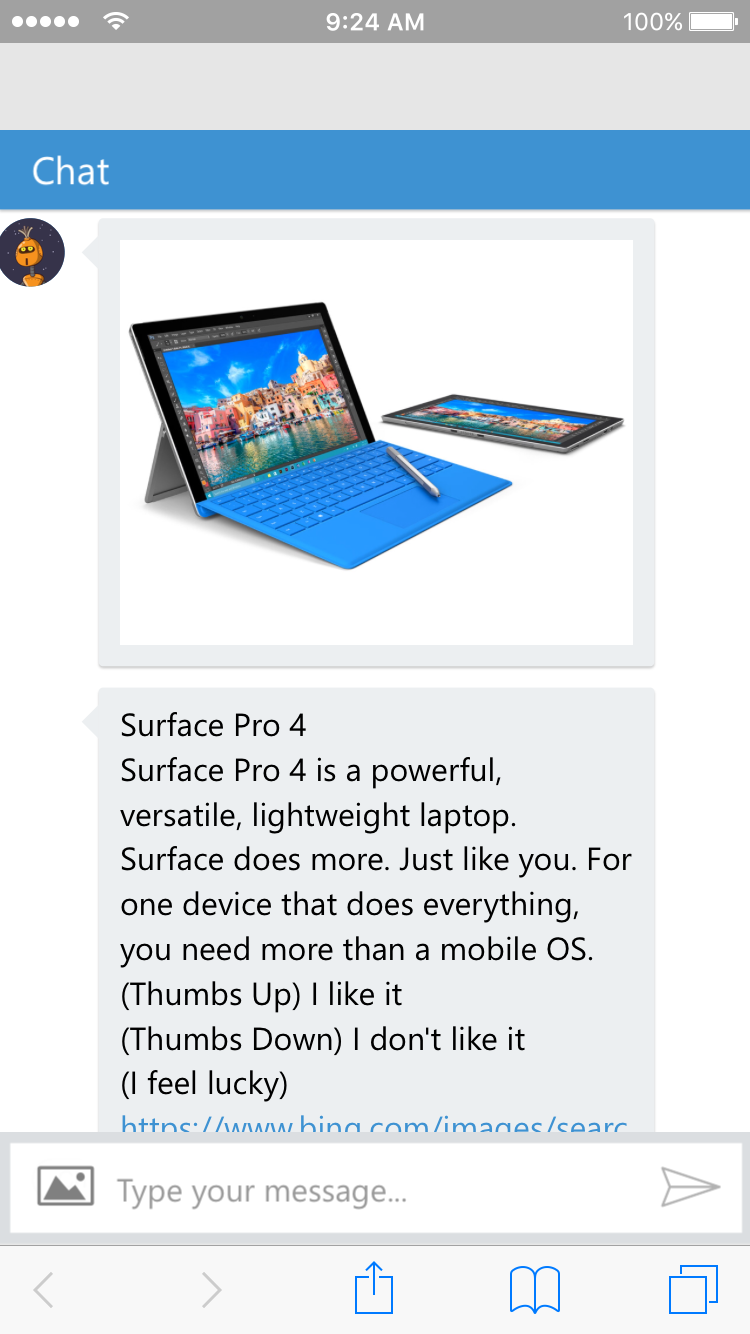 9:24 AM
100%
Chat
Surface Pro 4
Surface Pro 4 is a powerful,
versatile, lightweight laptop.
Surface does more. Just like you. For
one device that does everything,
you need more than a mobile OS.
(Thumbs Up) I like it
(Thumbs Down) I don't like it
(I feel lucky)
https://www.bing.com/images/searc
Type your message...